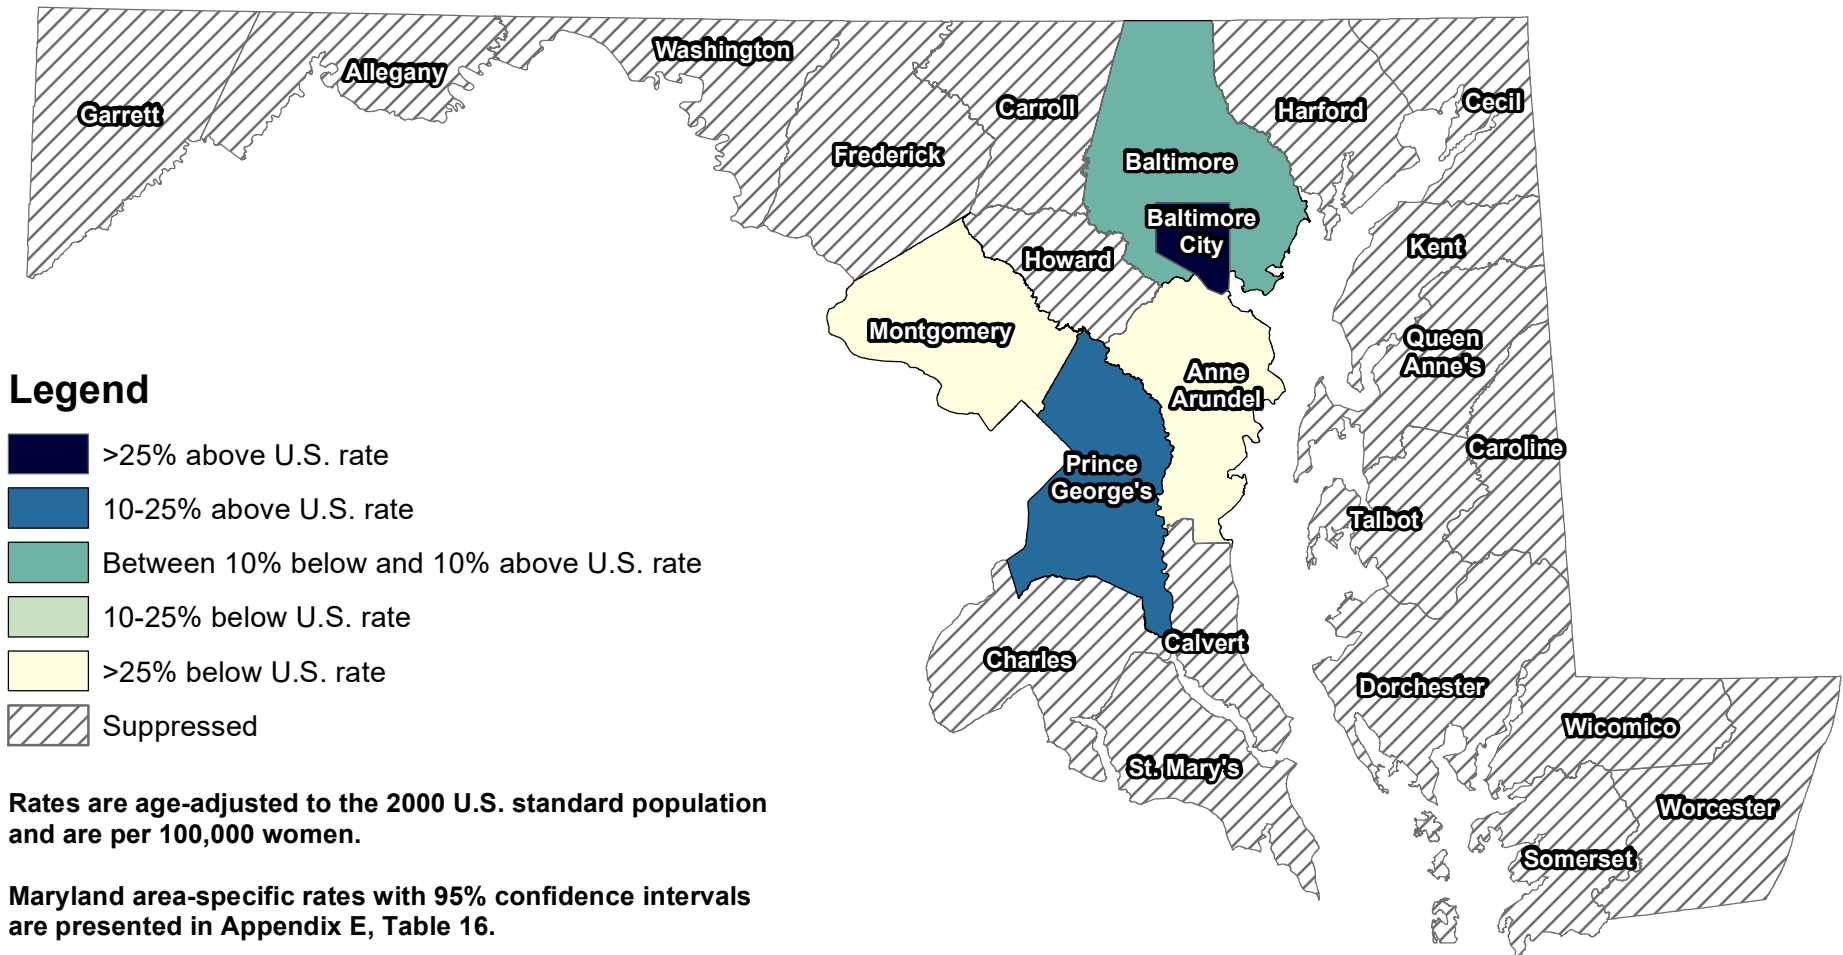 Washington
Allegany
Garrett
Carroll
Harford
Cecil
Frederick
Baltimore
Baltimore
City
Howard
Kent
Montgomery
Queen
Anne's
Anne
Arundel
Caroline
Prince
George's
Talbot
Calvert
Charles
Dorchester
Wicomico
St. Mary's
Worcester
Somerset
Legend
>25% above U.S. rate
10-25% above U.S. rate
Between 10% below and 10% above U.S. rate
10-25% below U.S. rate
>25% below U.S. rate
Suppressed
Rates are age-adjusted to the 2000 U.S. standard population
and are per 100,000 women.
Maryland area-specific rates with 95% confidence intervals
are presented in Appendix E, Table 16.